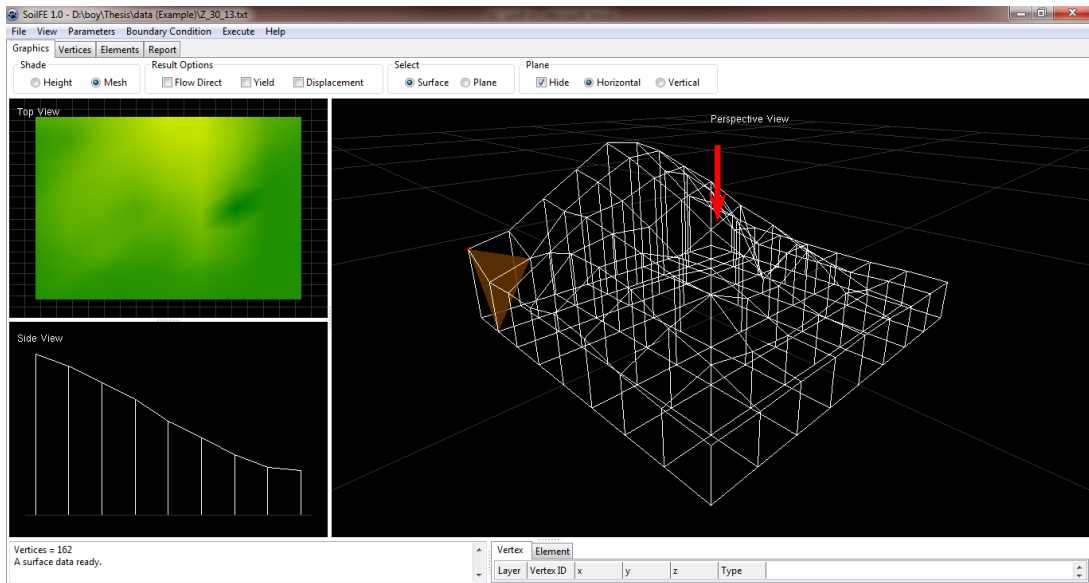 SoilFE 1.0 - D:\boy\Thesis\data (Example)\Z_30_13.txt
File View Parameters Boundary Condition Execute Help
Graphics Vertices Elements Report
Shade Result Options Select Plane
Height Mesh Flow Direct Yield Displacement Surface Plane Hide Horizontal Vertical
Top View
Perspective View
Side View
Vertices = 162
A surface data ready.
Vertex Element
Layer Vertex ID x y z Type